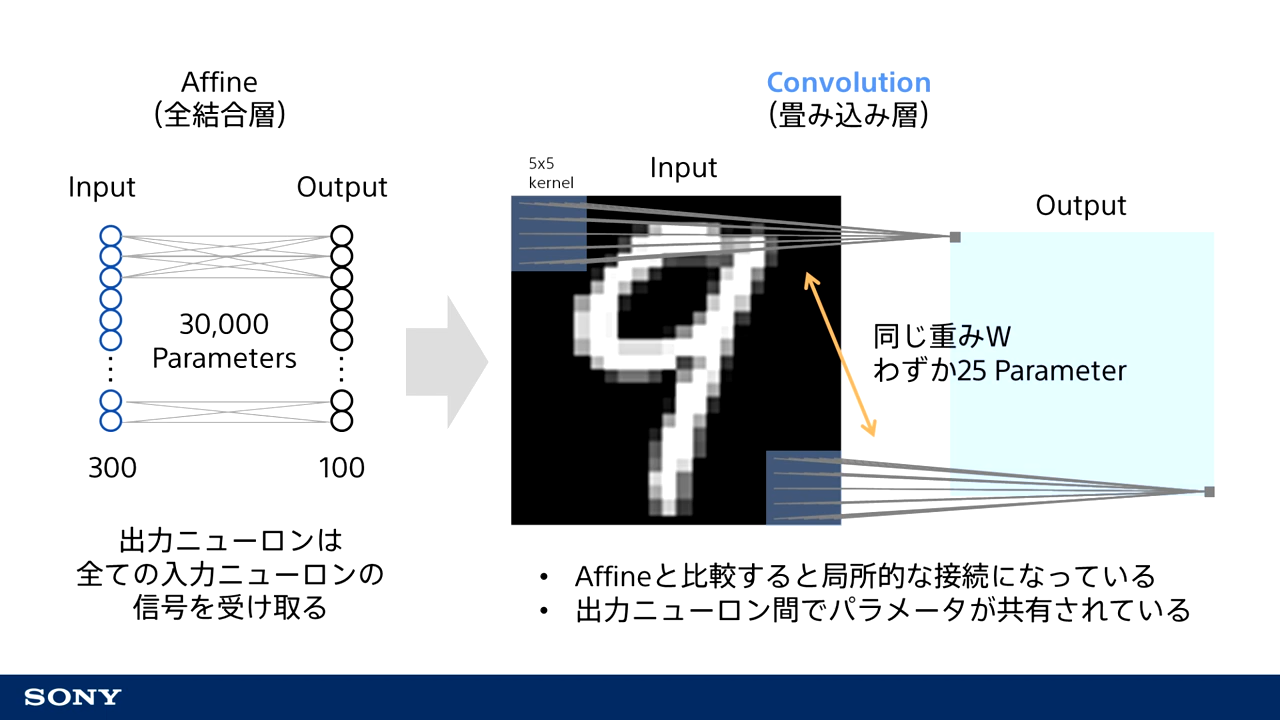 Affine
(全結合層)
Input
Output
30,000
Parameters
300
100
出力ニューロンは
全ての入力ニューロンの
信号を受け取る
Convolution
(畳み込み層)
5x5
kernel
Input
Output
同じ重みW
わずか25 Parameter
• Affineと比較すると局所的な接続になっている
• 出力ニューロン間でパラメータが共有されている
SONY